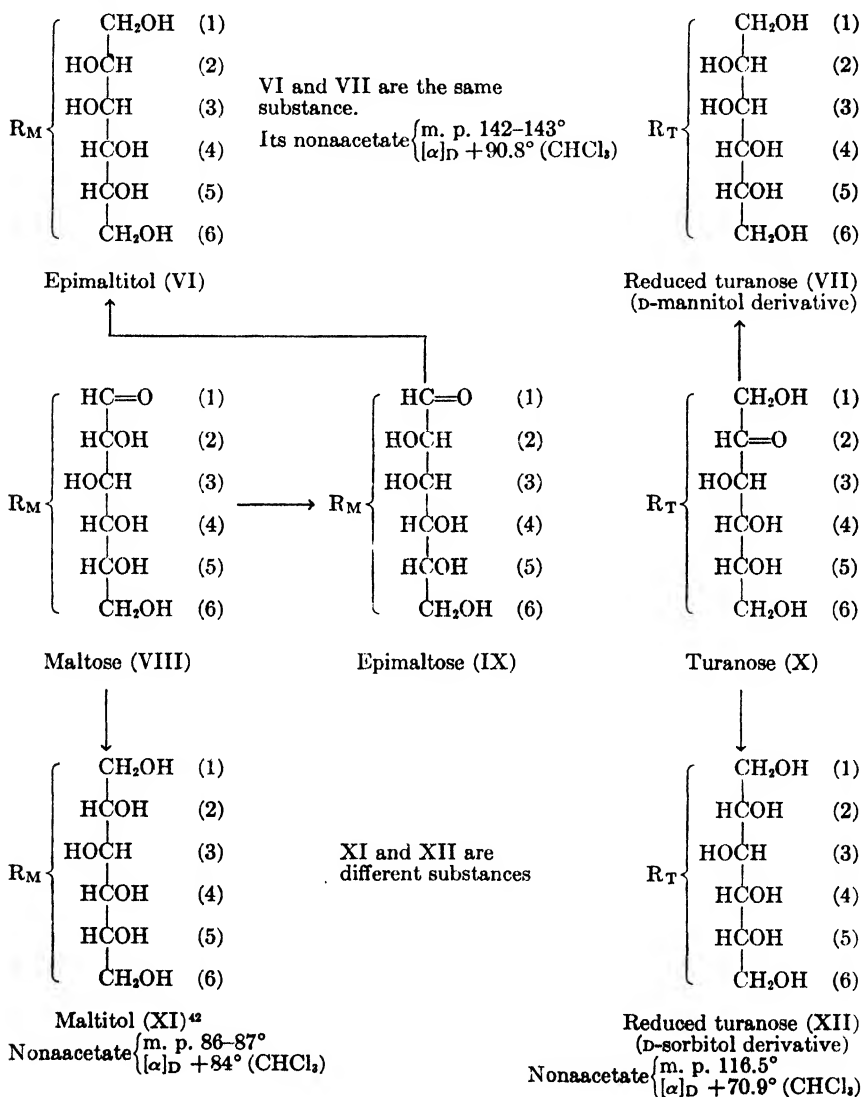 CH₂OH (1)
HOCH (2)
HOCH (3)
HCOH (4)
HCOH (5)
CH₂OH (6)
R_M
Epimaltitol (VI)
VI and VII are the same
substance.
Its nonaacetate { m. p. 142–143°
[α]D +90.8° (CHCl₃)
CH₂OH (1)
HOCH (2)
HOCH (3)
HCOH (4)
HCOH (5)
CH₂OH (6)
R_T
Reduced turanose (VII)
(D-mannitol derivative)
HC=O (1)
HCOH (2)
HOCH (3)
HCOH (4)
HCOH (5)
CH₂OH (6)
R_M
Maltose (VIII)
HC=O (1)
HOCH (2)
HOCH (3)
HCOH (4)
HCOH (5)
CH₂OH (6)
R_M
Epimaltose (IX)
CH₂OH (1)
HC=O (2)
HOCH (3)
HCOH (4)
HCOH (5)
CH₂OH (6)
R_T
Turanose (X)
CH₂OH (1)
HCOH (2)
HOCH (3)
HCOH (4)
HCOH (5)
CH₂OH (6)
R_M
Maltitol (XI)⁴²
Nonaacetate { m. p. 86–87°
[α]D +84° (CHCl₃)
XI and XII are
different substances
CH₂OH (1)
HCOH (2)
HOCH (3)
HCOH (4)
HCOH (5)
CH₂OH (6)
R_T
Reduced turanose (XII)
(D-sorbitol derivative)
Nonaacetate { m. p. 116.5°
[α]D +70.9° (CHCl₃)